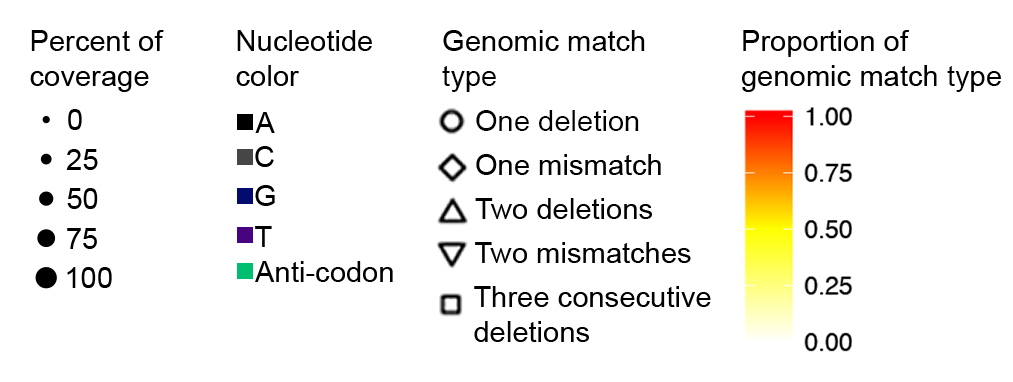 Percent of
coverage
0
25
50
75
100
Nucleotide
color
A
C
G
T
Anti-codon
Genomic match
type
One deletion
One mismatch
Two deletions
Two mismatches
Three consecutive
deletions
Proportion of
genomic match type
1.00
0.75
0.50
0.25
0.00